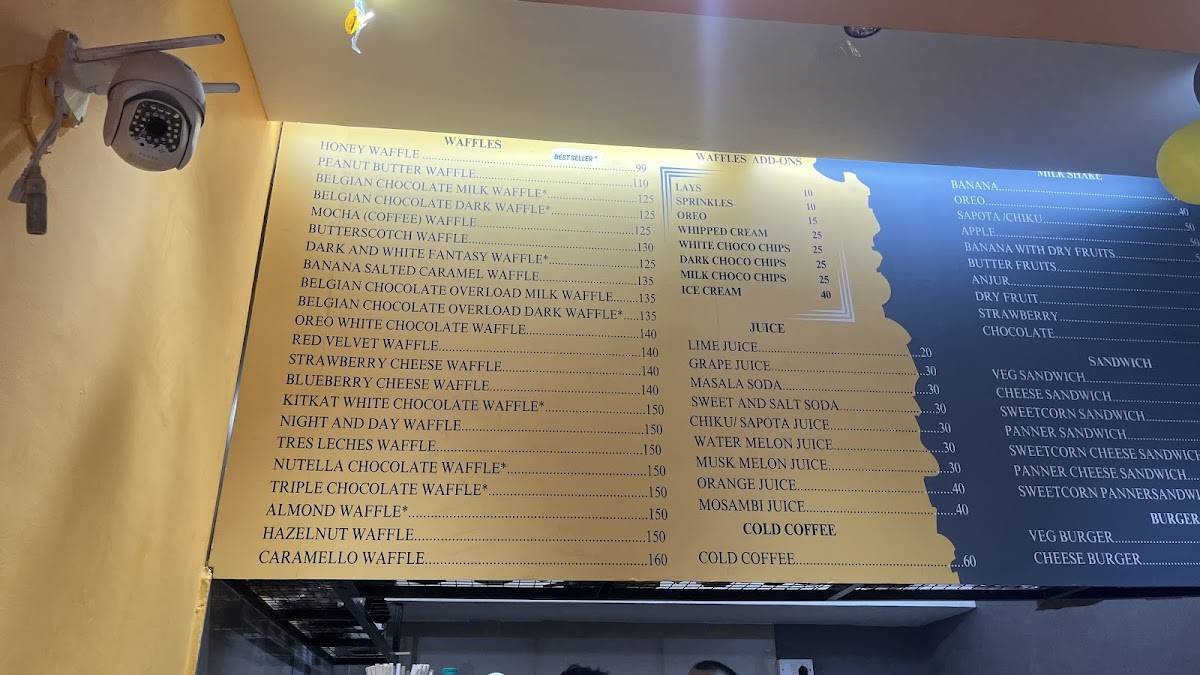 WAFFLES
BEST SELLER *
HONEY WAFFLE ........ 99
PEANUT BUTTER WAFFLE ........ 110
BELGIAN CHOCOLATE MILK WAFFLE* ........ 125
BELGIAN CHOCOLATE DARK WAFFLE* ........ 125
MOCHA (COFFEE) WAFFLE ........ 125
BUTTERSCOTCH WAFFLE ........ 130
DARK AND WHITE FANTASY WAFFLE* ........ 125
BANANA SALTED CARAMEL WAFFLE ........ 135
BELGIAN CHOCOLATE OVERLOAD MILK WAFFLE ........ 135
BELGIAN CHOCOLATE OVERLOAD DARK WAFFLE* ........ 135
OREO WHITE CHOCOLATE WAFFLE ........ 140
RED VELVET WAFFLE ........ 140
STRAWBERRY CHEESE WAFFLE ........ 140
BLUEBERRY CHEESE WAFFLE ........ 140
KITKAT WHITE CHOCOLATE WAFFLE* ........ 150
NIGHT AND DAY WAFFLE ........ 150
TRES LECHES WAFFLE ........ 150
NUTELLA CHOCOLATE WAFFLE* ........ 150
TRIPLE CHOCOLATE WAFFLE* ........ 150
ALMOND WAFFLE* ........ 150
HAZELNUT WAFFLE ........ 150
CARAMELLO WAFFLE ........ 160
WAFFLES ADD-ONS
LAYS 10
SPRINKLES 10
OREO 15
WHIPPED CREAM 25
WHITE CHOCO CHIPS 25
DARK CHOCO CHIPS 25
MILK CHOCO CHIPS 25
ICE CREAM 40
JUICE
LIME JUICE ........ 20
GRAPE JUICE ........ 30
MASALA SODA ........ 30
SWEET AND SALT SODA ........ 30
CHIKU/ SAPOTA JUICE ........ 30
WATER MELON JUICE ........ 30
MUSK MELON JUICE ........ 30
ORANGE JUICE ........ 40
MOSAMBI JUICE ........ 40
COLD COFFEE
COLD COFFEE ........ 60
MILK SHAKE
BANANA ........
OREO ........ 40
SAPOTA /CHIKU ........ 50
APPLE ........ 50
BANANA WITH DRY FRUITS ........
BUTTER FRUITS ........
ANJUR ........
DRY FRUIT ........
STRAWBERRY ........
CHOCOLATE ........
SANDWICH
VEG SANDWICH ........
CHEESE SANDWICH ........
SWEETCORN SANDWICH ........
PANNER SANDWICH ........
SWEETCORN CHEESE SANDWICH
PANNER CHEESE SANDWICH ........
SWEETCORN PANNERSANDWI
BURGER
VEG BURGER ........
CHEESE BURGER ........